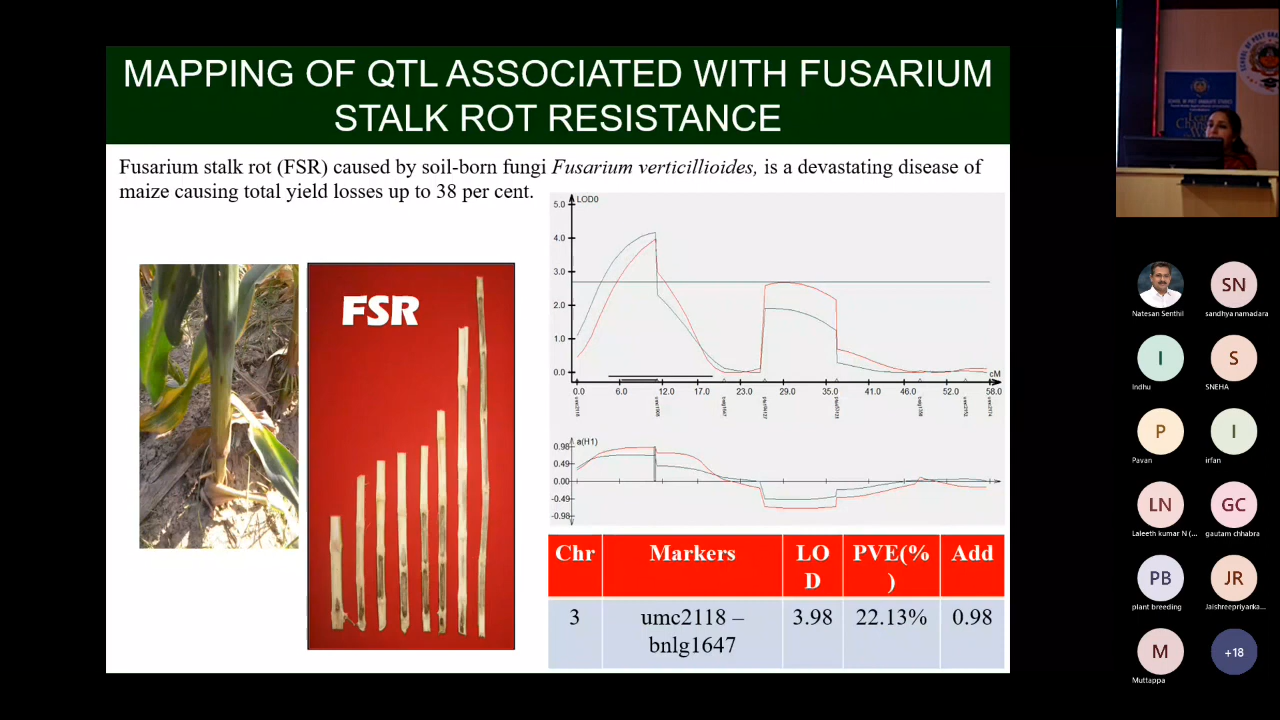 MAPPING OF QTL ASSOCIATED WITH FUSARIUM
STALK ROT RESISTANCE
Fusarium stalk rot (FSR) caused by soil-born fungi Fusarium verticillioides, is a devastating disease of
maize causing total yield losses up to 38 per cent.
FSR
LOD0
5.0
4.0
3.0
2.0
1.0
0.0
cM
0.0 6.0 12.0 17.0 23.0 29.0 35.0 41.0 46.0 52.0 58.0
a(H1)
0.98
0.49
0.00
-0.49
-0.98
Chr Markers LO
D PVE(%
) Add
3 umc2118 –
bnlg1647 3.98 22.13% 0.98
SCHOOL OF POST GRA
Natesan Senthil
SN
sandhya namadara
I
Indhu
S
SNEHA
P
Pavan
I
irfan
LN
Laleeth kumar N (...
GC
gautam chhabra
PB
plant breeding
JR
Jaishreepriyanka...
M
Muttappa
+18